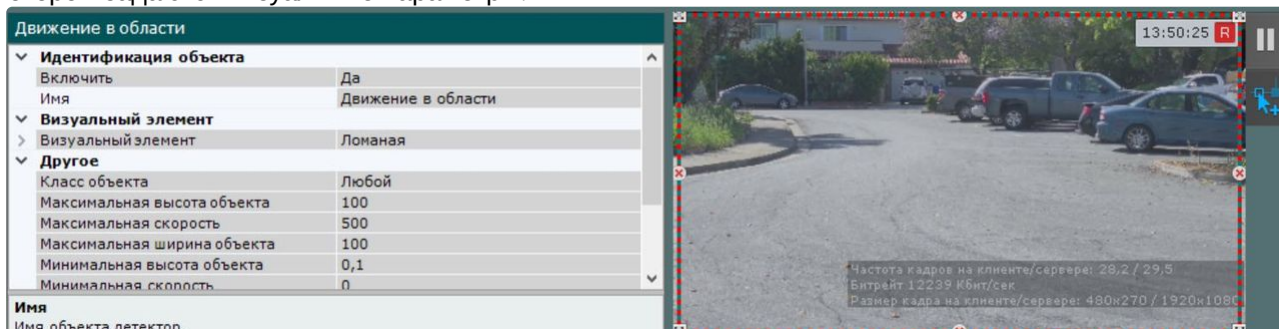 Движение в области
Идентификация объекта
Включить Да
Имя Движение в области
Визуальный элемент
Визуальный элемент Ломаная
Другое
Класс объекта Любой
Максимальная высота объекта 100
Максимальная скорость 500
Максимальная ширина объекта 100
Минимальная высота объекта 0,1
Минимальная скорость 0
Имя
Имя объекта детектор
13:50:25 R
Частота кадров на клиенте/сервере: 28,2 / 29,5
Битрейт 12239 Кбит/сек
Размер кадра на клиенте/сервере: 480x270 / 1920x1080